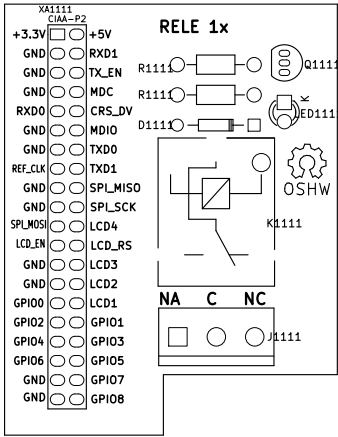 XA1111
CIAA-P2
+3.3V +5V
GND RXD1
GND TX_EN
GND MDC
RXD0 CRS_DV
GND MDIO
GND TXD0
REF_CLK TXD1
GND SPI_MISO
GND SPI_SCK
SPI_MOSI LCD4
LCD_EN LCD_RS
GND LCD3
GND LCD2
GPIO0 LCD1
GPIO2 GPIO1
GPIO4 GPIO3
GPIO6 GPIO5
GND GPIO7
GND GPIO8
RELE 1x
R1111
Q1111
R1111
K
ED1111
D1111
OSHW
K1111
NA C NC
J1111